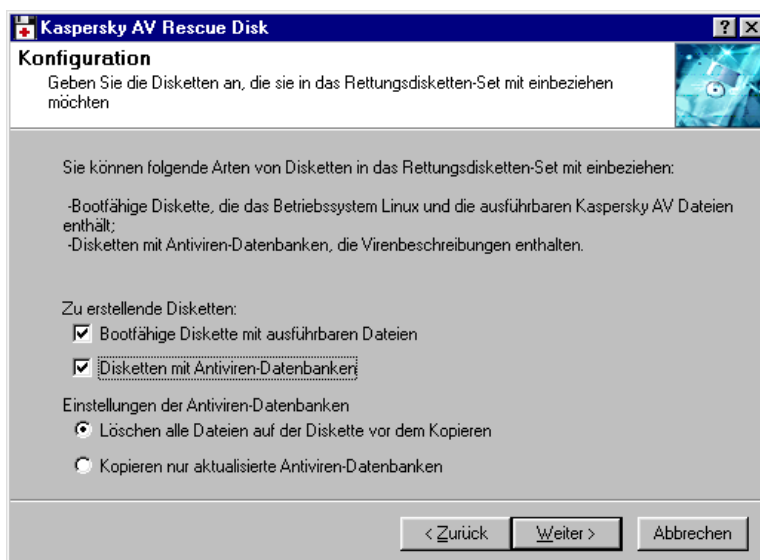 Kaspersky AV Rescue Disk
Konfiguration
Geben Sie die Disketten an, die sie in das Rettungsdisketten-Set mit einbeziehen
möchten
Sie können folgende Arten von Disketten in das Rettungsdisketten-Set mit einbeziehen:
-Bootfähige Diskette, die das Betriebssystem Linux und die ausführbaren Kaspersky AV Dateien
enthält;
-Disketten mit Antiviren-Datenbanken, die Virenbeschreibungen enthalten.
Zu erstellende Disketten:
Bootfähige Diskette mit ausführbaren Dateien
Disketten mit Antiviren-Datenbanken
Einstellungen der Antiviren-Datenbanken
Löschen alle Dateien auf der Diskette vor dem Kopieren
Kopieren nur aktualisierte Antiviren-Datenbanken
< Zurück Weiter > Abbrechen